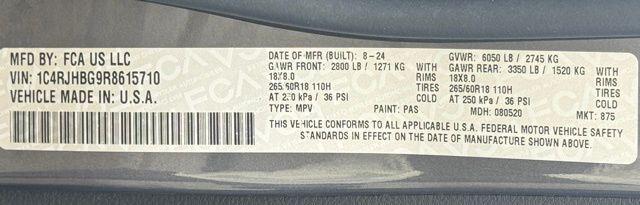 MFD BY: FCA US LLC DATE OF MFR (BUILT): 8-24 GVWR: 6050 LB / 2745 KG
VIN: 1C4RJHBG9R8615710 GAWR FRONT: 2800 LB / 1271 KG WITH GAWR REAR: 3350 LB / 1520 KG WITH
18X8.0 RIMS 18X8.0 RIMS
VEHICLE MADE IN: U.S.A. 265/60R18 110H TIRES 265/60R18 110H TIRES
AT 250 kPa / 36 PSI COLD AT 250 kPa / 36 PSI COLD
TYPE: MPV PAINT: PAS MDH: 080520 MKT: 875
THIS VEHICLE CONFORMS TO ALL APPLICABLE U.S.A. FEDERAL MOTOR VEHICLE SAFETY
STANDARDS IN EFFECT ON THE DATE OF MANUFACTURE SHOWN ABOVE.